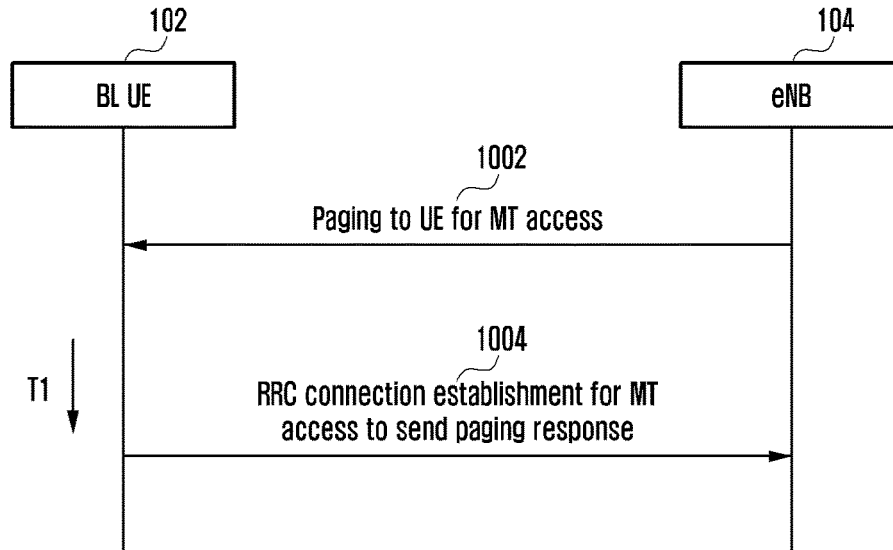 102
104
BL UE
eNB
1002
Paging to UE for MT access
1004
T1
RRC connection establishment for MT
access to send paging response